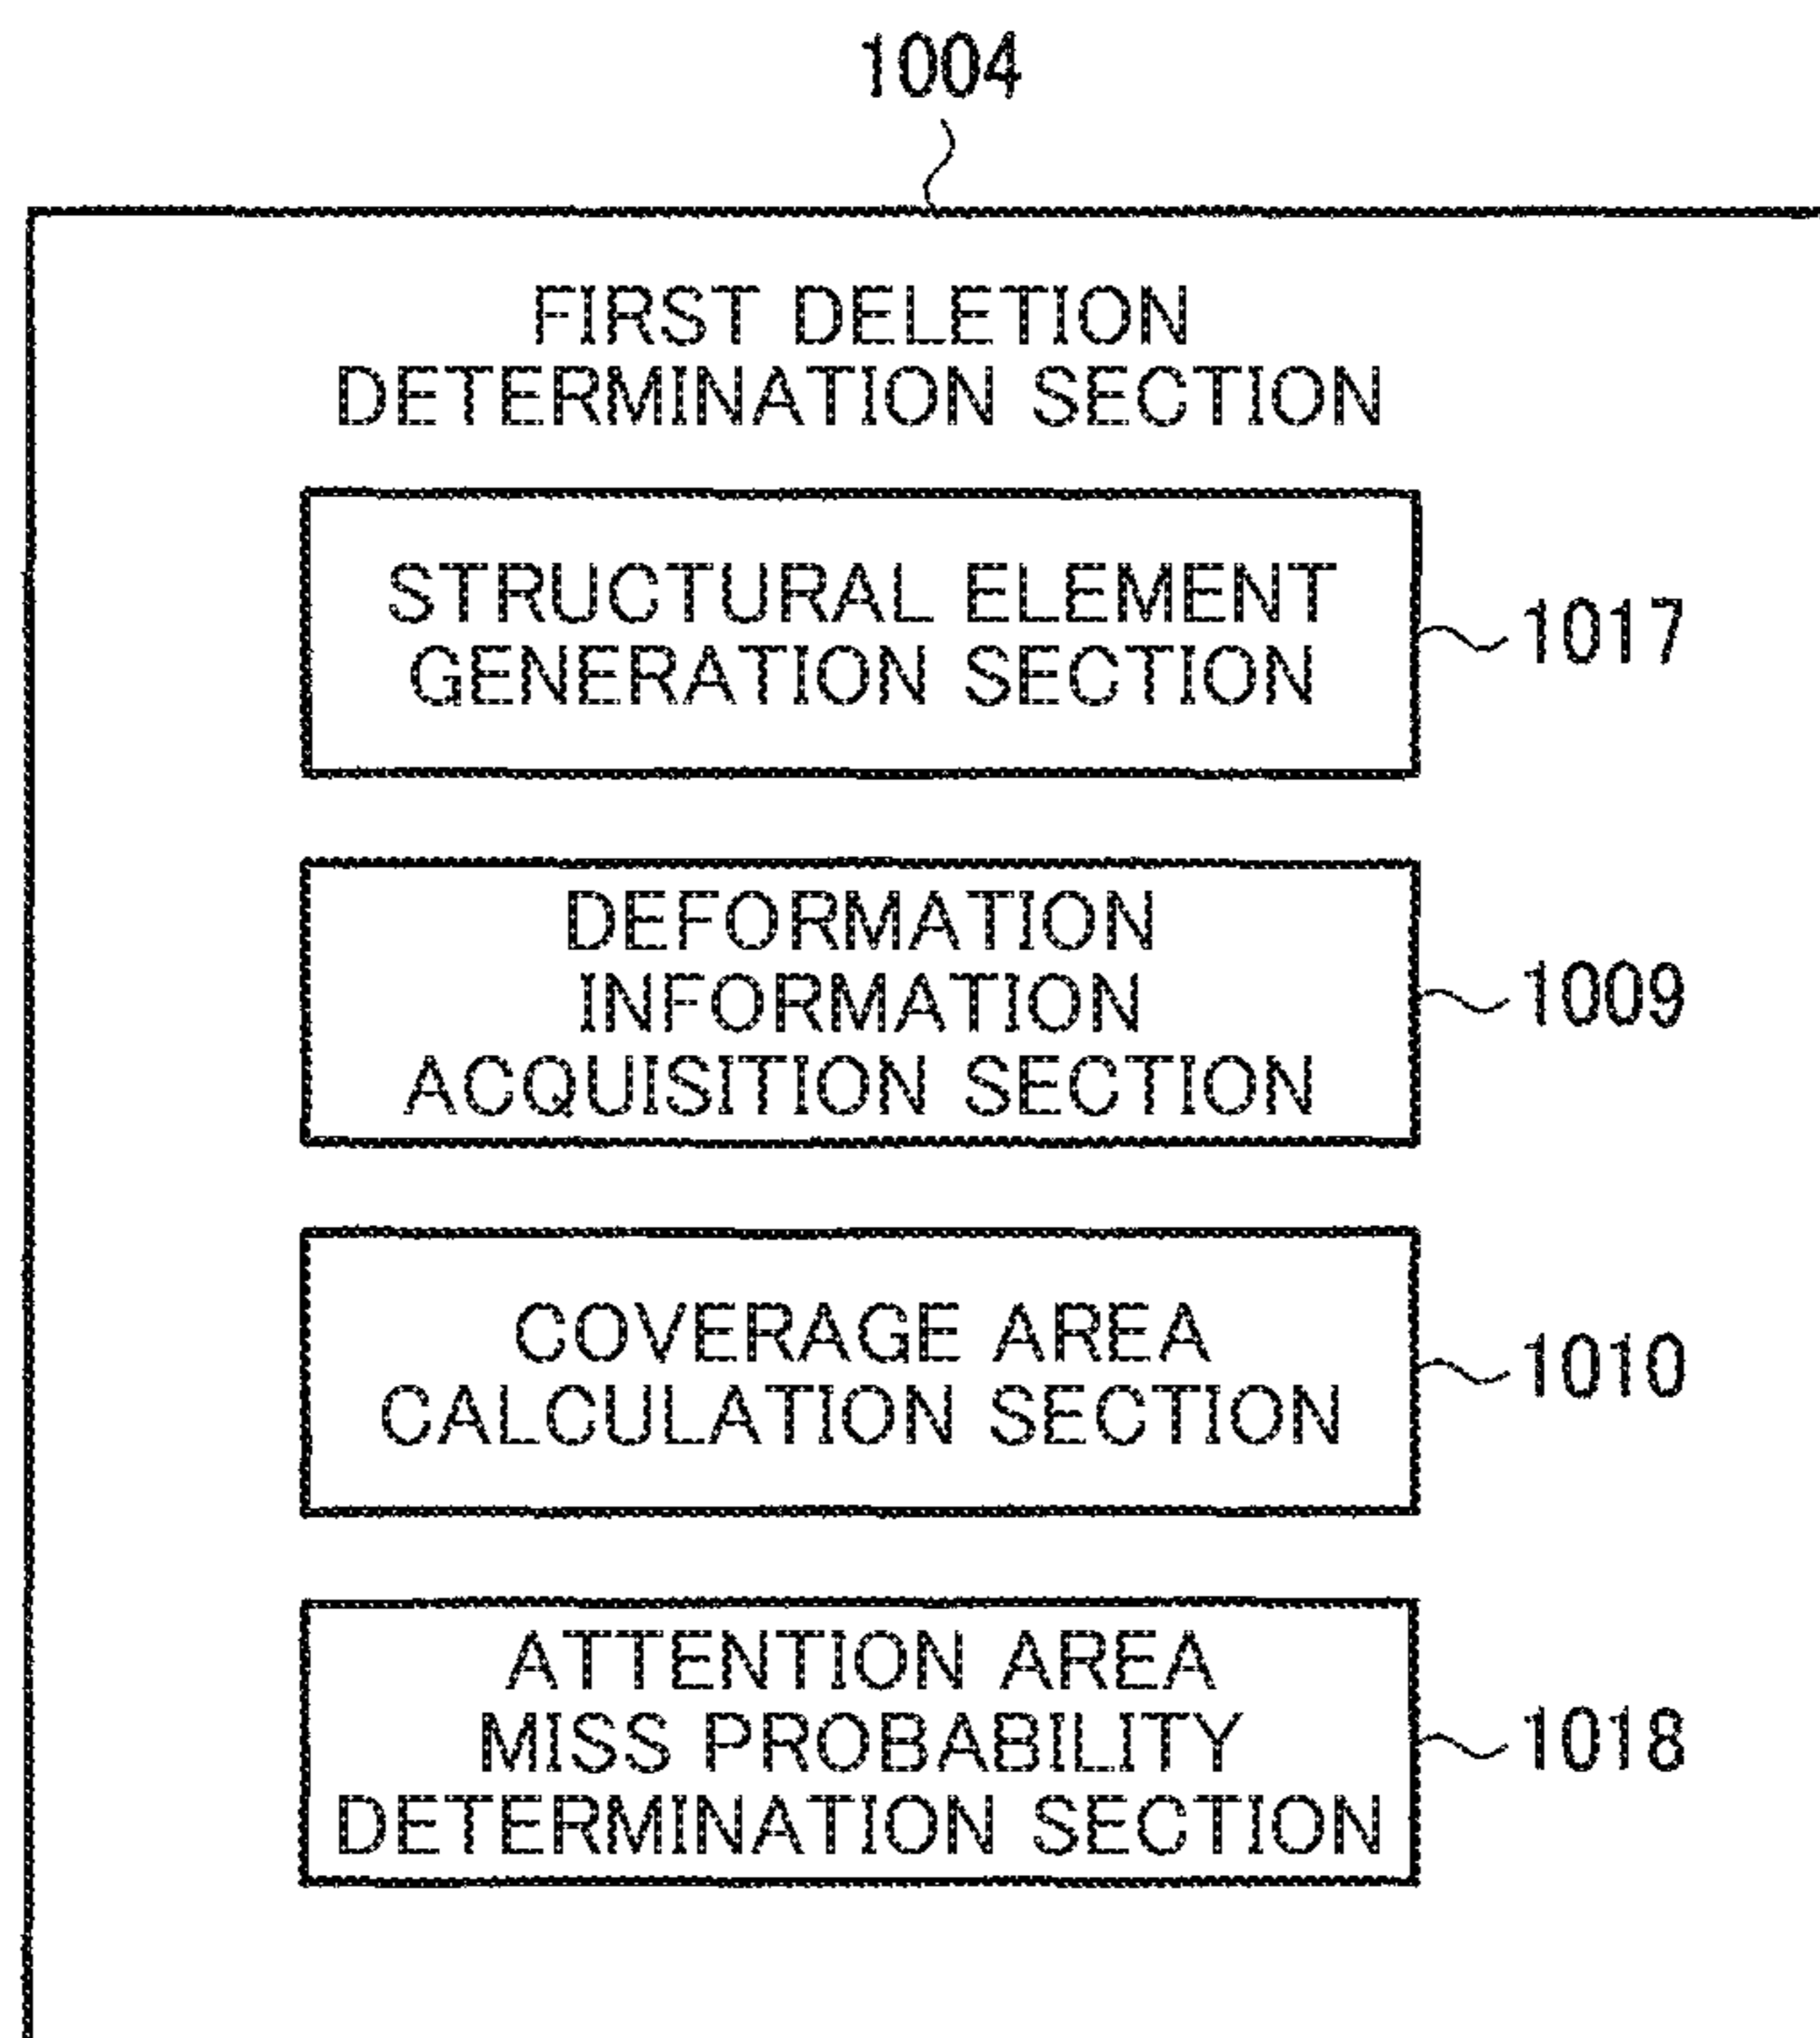 1004
FIRST DELETION
DETERMINATION SECTION
STRUCTURAL ELEMENT
GENERATION SECTION
1017
DEFORMATION
INFORMATION
ACQUISITION SECTION
1009
COVERAGE AREA
CALCULATION SECTION
1010
ATTENTION AREA
MISS PROBABILITY
DETERMINATION SECTION
1018